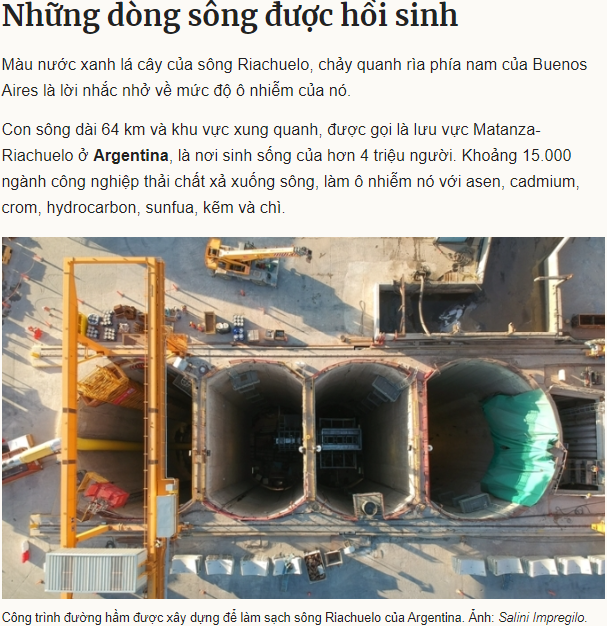 Những dòng sông được hồi sinh
Màu nước xanh lá cây của sông Riachuelo, chảy quanh rìa phía nam của Buenos
Aires là lời nhắc nhở về mức độ ô nhiễm của nó.
Con sông dài 64 km và khu vực xung quanh, được gọi là lưu vực Matanza-
Riachuelo ở Argentina, là nơi sinh sống của hơn 4 triệu người. Khoảng 15.000
ngành công nghiệp thải chất xả xuống sông, làm ô nhiễm nó với asen, cadmium,
crom, hydrocarbon, sunfua, kẽm và chì.
Công trình đường hầm được xây dựng để làm sạch sông Riachuelo của Argentina. Ảnh: Salini Impregilo.